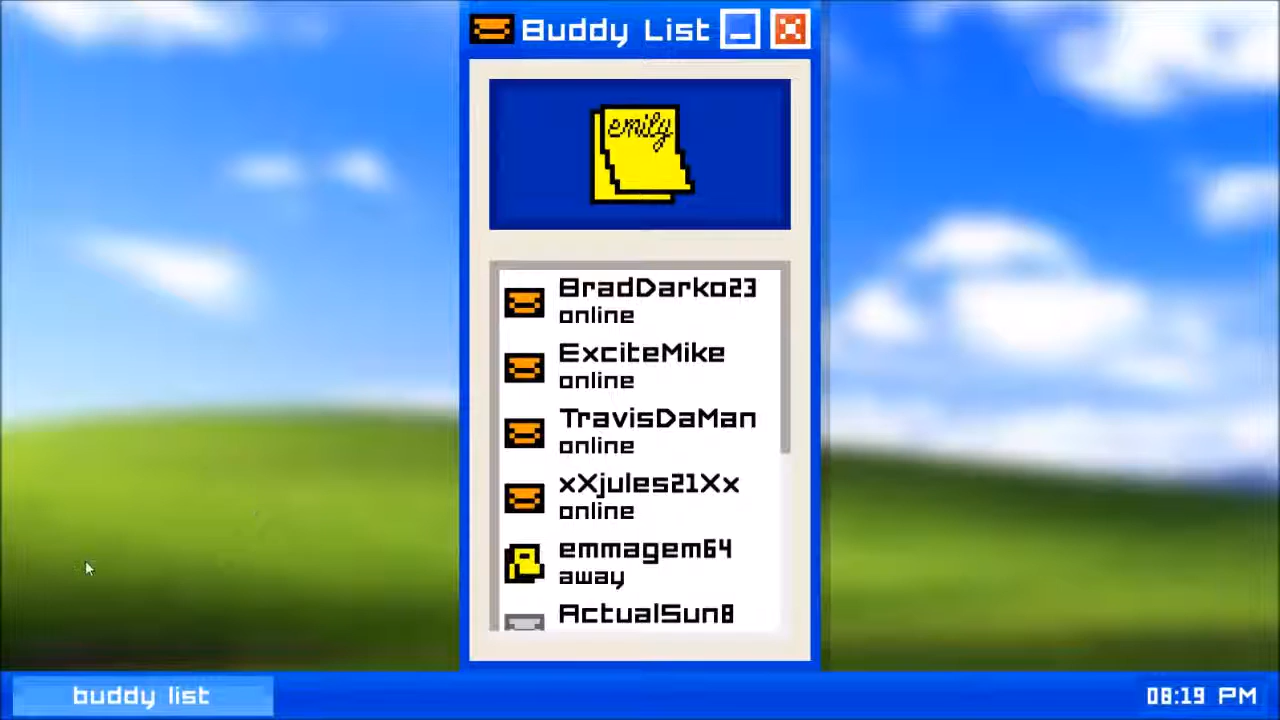 Buddy List
emily
BradDarko23
online
ExciteMike
online
TravisDaMan
online
xXjules21Xx
online
emmagem64
away
ActualSun8
buddy list
08:19 PM